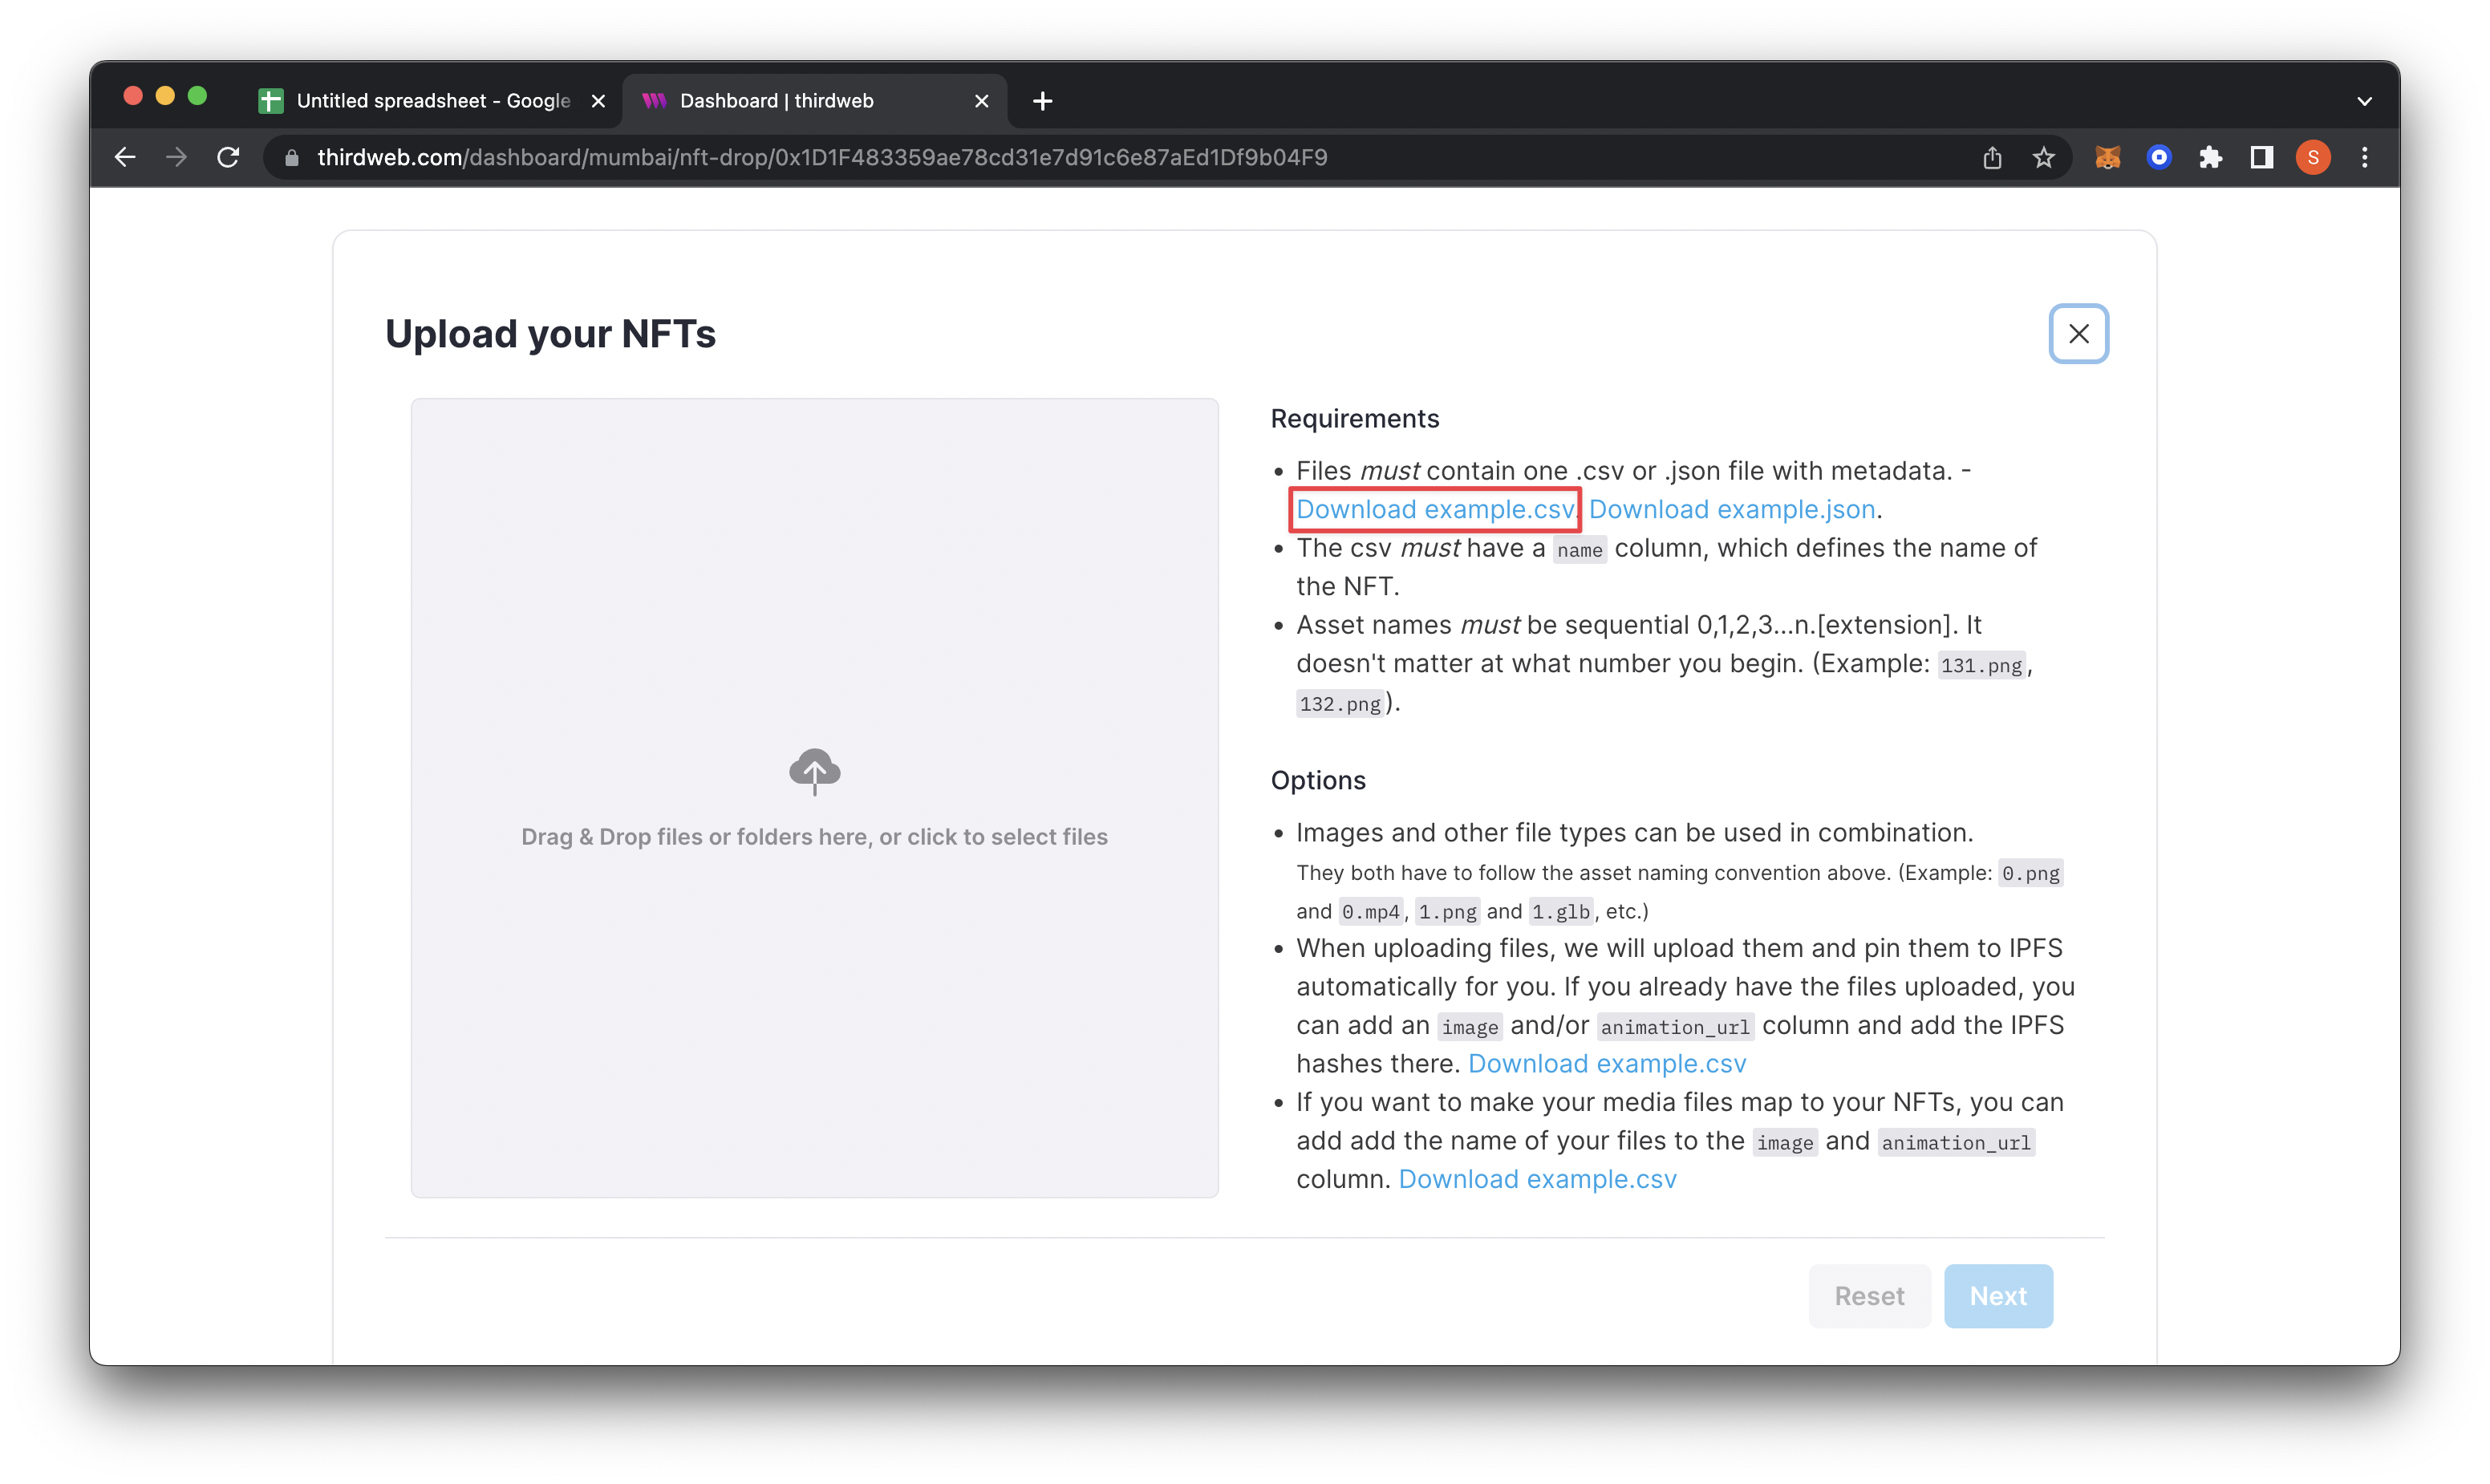 Untitled spreadsheet - Google
Dashboard | thirdweb
thirdweb.com/dashboard/mumbai/nft-drop/0x1D1F483359ae78cd31e7d91c6e87aEd1Df9b04F9
S
Upload your NFTs
Drag & Drop files or folders here, or click to select files
Requirements
• Files must contain one .csv or .json file with metadata. -
Download example.csv. Download example.json.
• The csv must have a name column, which defines the name of
the NFT.
• Asset names must be sequential 0,1,2,3...n.[extension]. It
doesn't matter at what number you begin. (Example: 131.png,
132.png).
Options
• Images and other file types can be used in combination.
They both have to follow the asset naming convention above. (Example: 0.png
and 0.mp4, 1.png and 1.glb, etc.)
• When uploading files, we will upload them and pin them to IPFS
automatically for you. If you already have the files uploaded, you
can add an image and/or animation_url column and add the IPFS
hashes there. Download example.csv
• If you want to make your media files map to your NFTs, you can
add add the name of your files to the image and animation_url
column. Download example.csv
Reset
Next